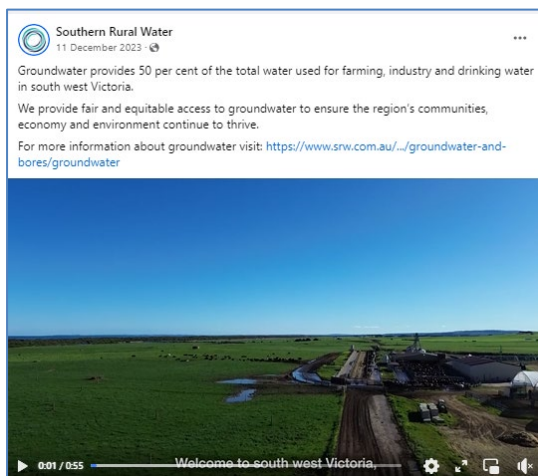 Southern Rural Water
11 December 2023 ·
Groundwater provides 50 per cent of the total water used for farming, industry and drinking water
in south west Victoria.
We provide fair and equitable access to groundwater to ensure the region's communities,
economy and environment continue to thrive.
For more information about groundwater visit: https://www.srw.com.au/.../groundwater-and-
bores/groundwater
0:01 / 0:55
Welcome to south west Victoria,